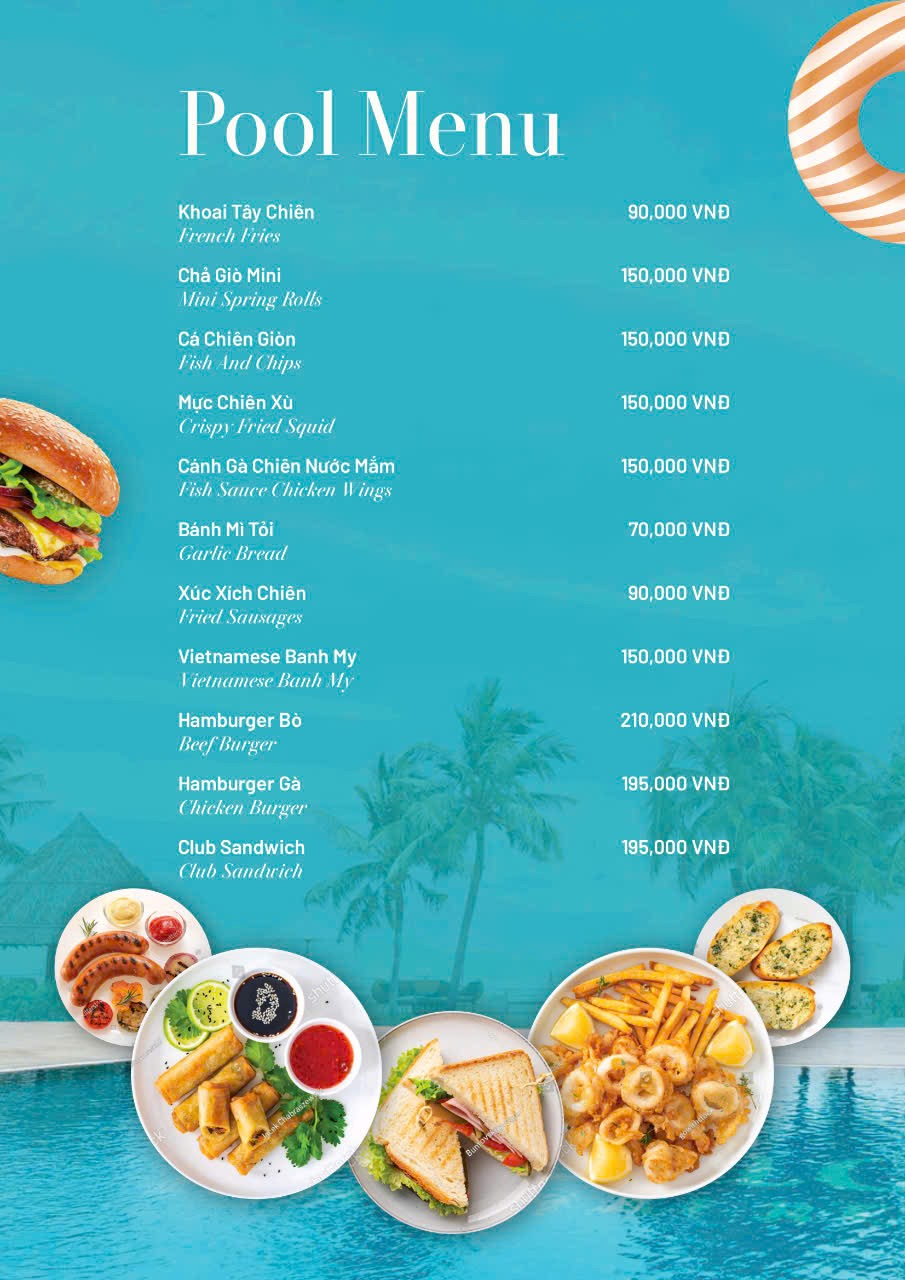 Pool Menu
Khoai Tây Chiên 90,000 VNĐ
French Fries
Chả Giò Mini 150,000 VNĐ
Mini Spring Rolls
Cá Chiên Giòn 150,000 VNĐ
Fish And Chips
Mực Chiên Xù 150,000 VNĐ
Crispy Fried Squid
Cánh Gà Chiên Nước Mắm 150,000 VNĐ
Fish Sauce Chicken Wings
Bánh Mì Tỏi 70,000 VNĐ
Garlic Bread
Xúc Xích Chiên 90,000 VNĐ
Fried Sausages
Vietnamese Banh My 150,000 VNĐ
Vietnamese Banh My
Hamburger Bò 210,000 VNĐ
Beef Burger
Hamburger Gà 195,000 VNĐ
Chicken Burger
Club Sandwich 195,000 VNĐ
Club Sandwich